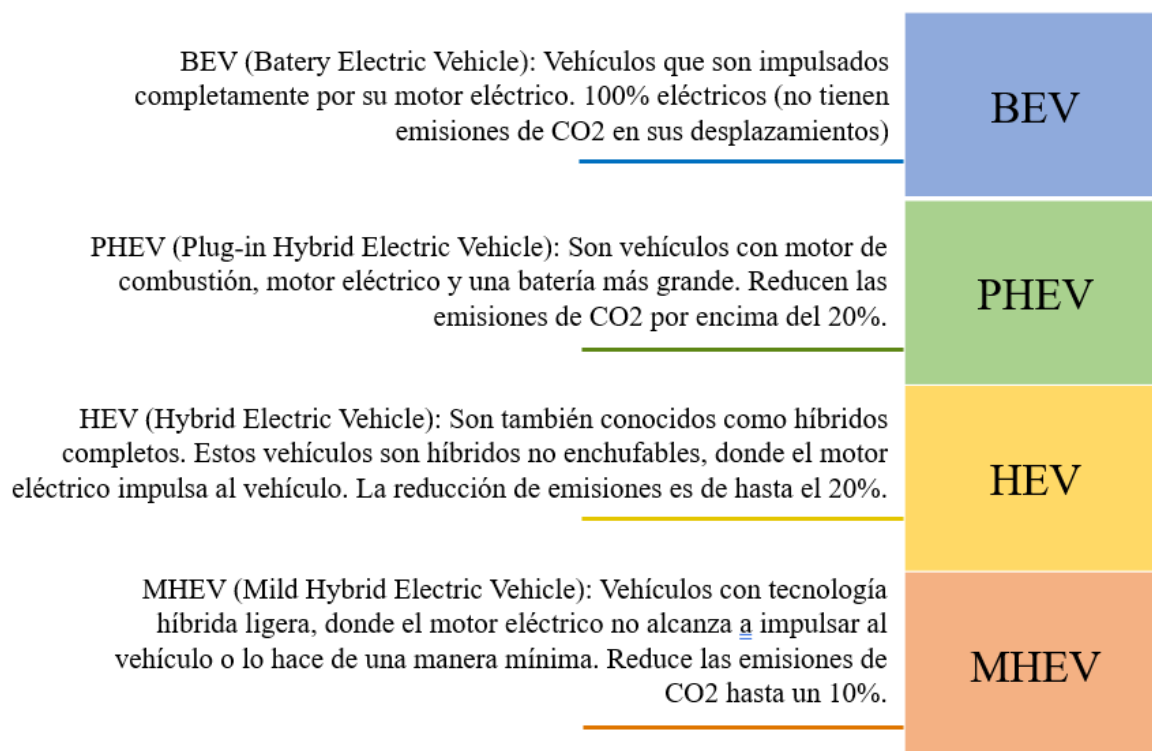 BEV (Batery Electric Vehicle): Vehículos que son impulsados
completamente por su motor eléctrico. 100% eléctricos (no tienen
emisiones de CO2 en sus desplazamientos)
BEV
PHEV (Plug-in Hybrid Electric Vehicle): Son vehículos con motor de
combustión, motor eléctrico y una batería más grande. Reducen las
emisiones de CO2 por encima del 20%.
PHEV
HEV (Hybrid Electric Vehicle): Son también conocidos como híbridos
completos. Estos vehículos son híbridos no enchufables, donde el motor
eléctrico impulsa al vehículo. La reducción de emisiones es de hasta el 20%.
HEV
MHEV (Mild Hybrid Electric Vehicle): Vehículos con tecnología
híbrida ligera, donde el motor eléctrico no alcanza a impulsar al
vehículo o lo hace de una manera mínima. Reduce las emisiones de
CO2 hasta un 10%.
MHEV